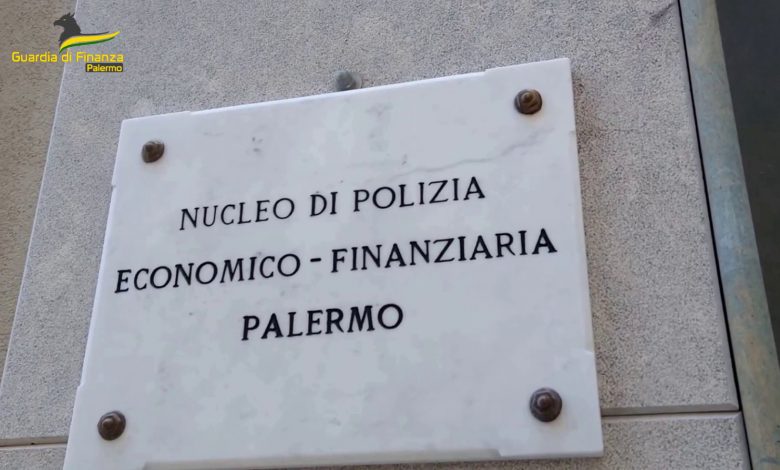 Guardia di Finanza
Palermo
NUCLEO DI POLIZIA
ECONOMICO - FINANZIARIA
PALERMO